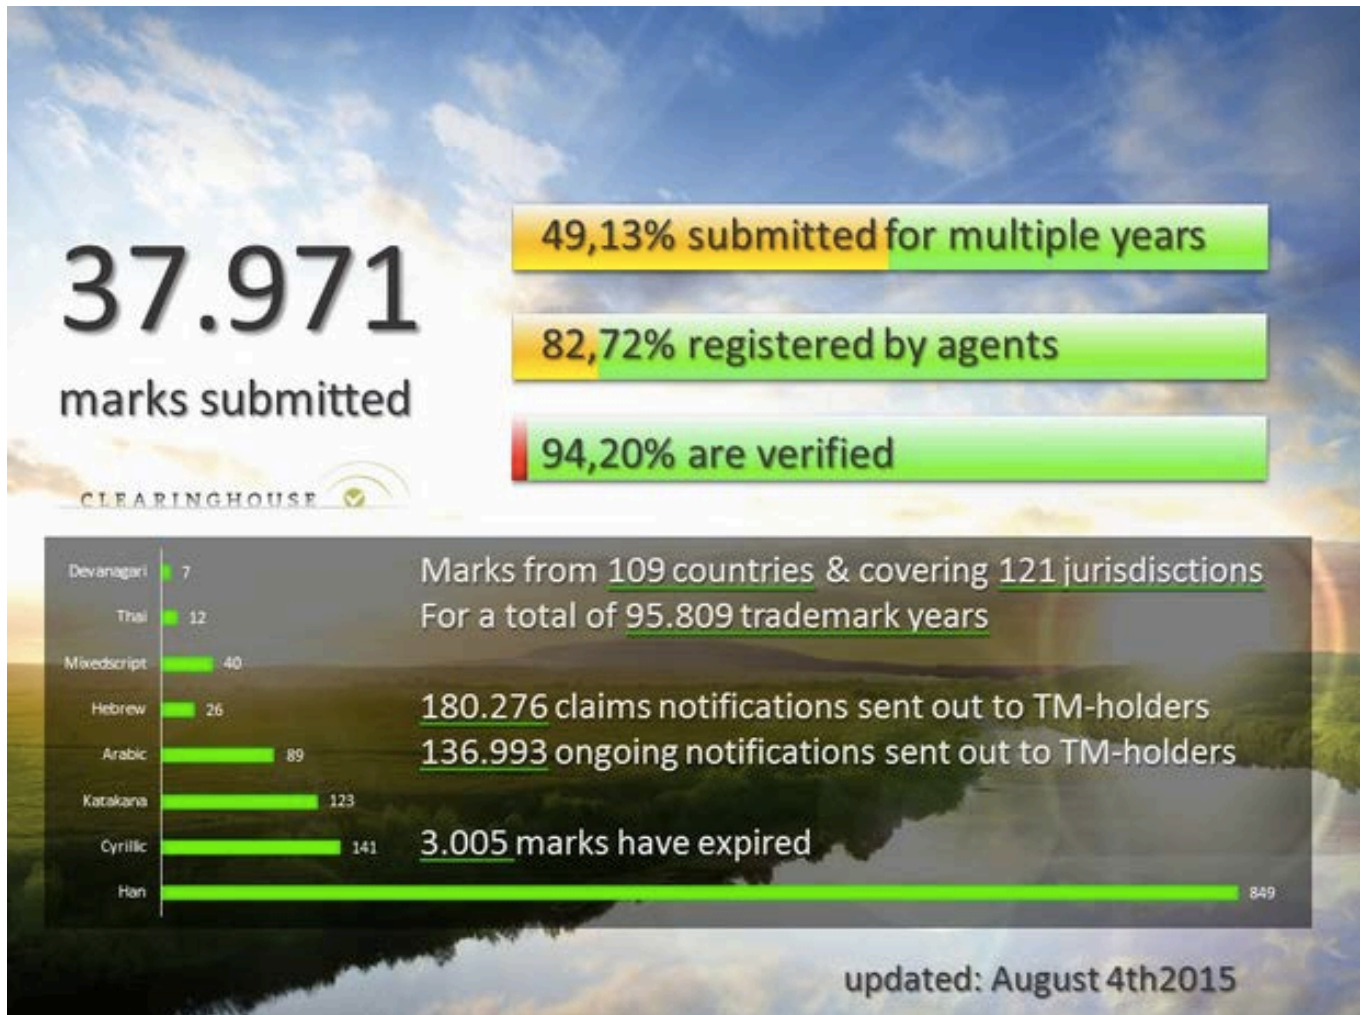 37.971
marks submitted
CLEARINGHOUSE
49,13% submitted for multiple years
82,72% registered by agents
94,20% are verified
Devanagari 7
Thai 12
Mixedscript 40
Hebrew 26
Arabic 89
Katakana 123
Cyrillic 141
Han 849
Marks from 109 countries & covering 121 jurisdisctions
For a total of 95.809 trademark years
180.276 claims notifications sent out to TM-holders
136.993 ongoing notifications sent out to TM-holders
3.005 marks have expired
updated: August 4th2015